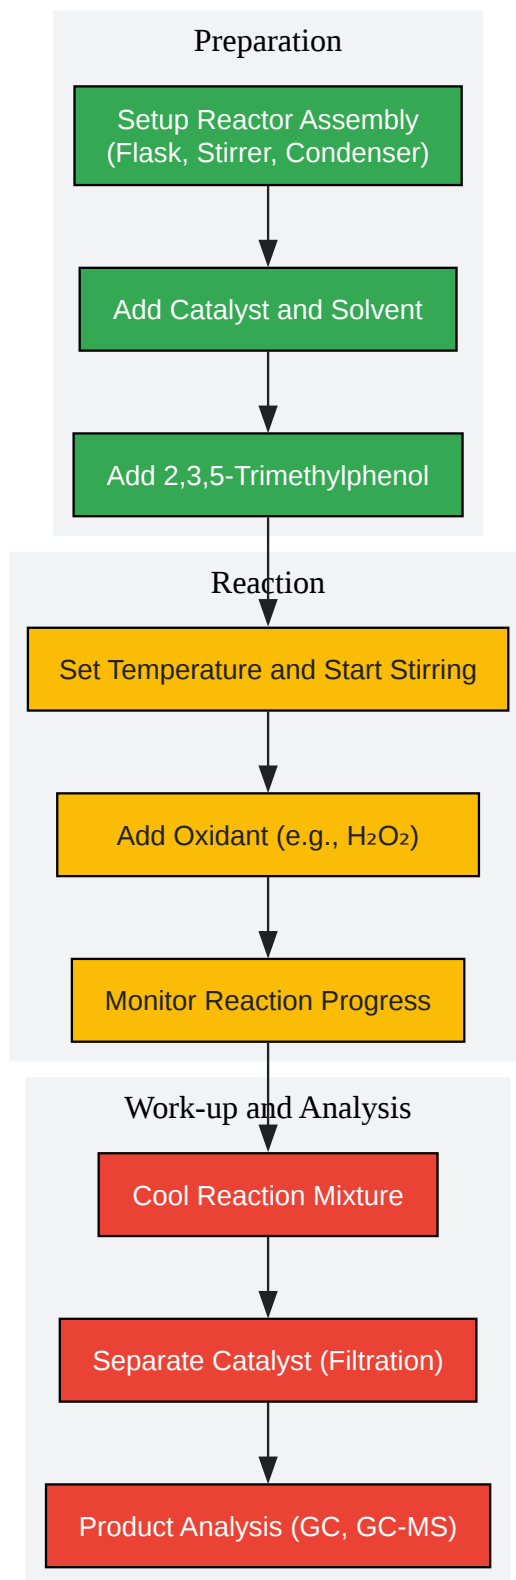 Preparation
Setup Reactor Assembly
(Flask, Stirrer, Condenser)
Add Catalyst and Solvent
Add 2,3,5-Trimethylphenol
Reaction
Set Temperature and Start Stirring
Add Oxidant (e.g., H₂O₂)
Monitor Reaction Progress
Work-up and Analysis
Cool Reaction Mixture
Separate Catalyst (Filtration)
Product Analysis (GC, GC-MS)